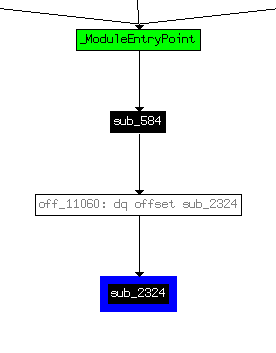 _ModuleEntryPoint
sub_584
off_11060: dq offset sub_2324
sub_2324